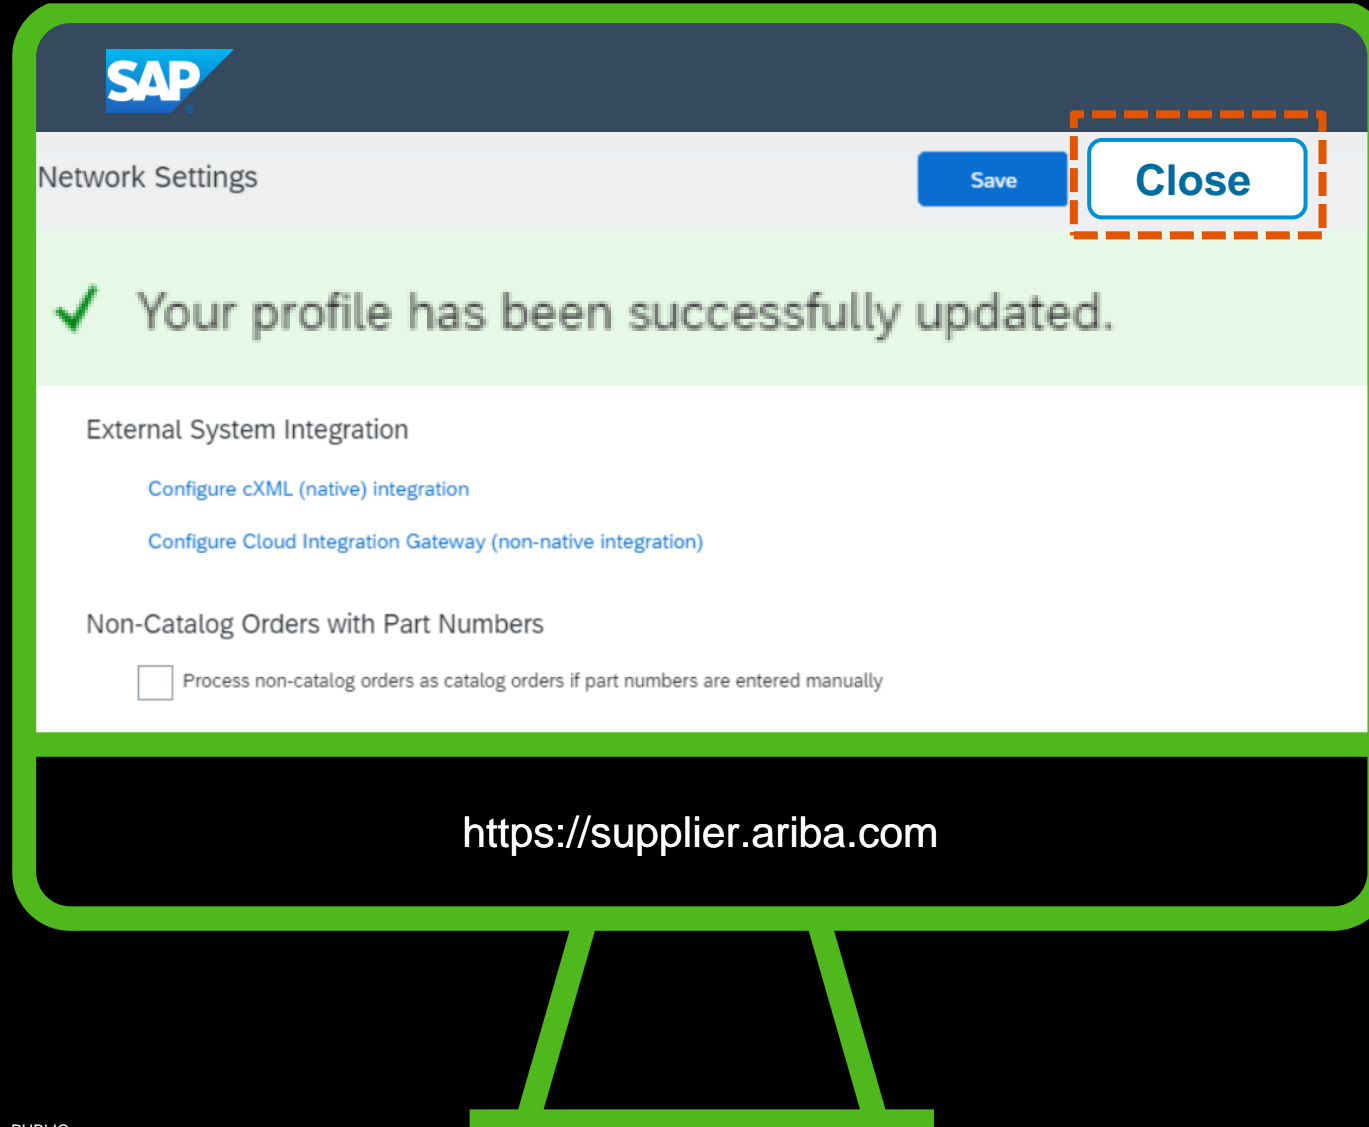 SAP
Network Settings
Save
Close
Your profile has been successfully updated.
External System Integration
Configure cXML (native) integration
Configure Cloud Integration Gateway (non-native integration)
Non-Catalog Orders with Part Numbers
Process non-catalog orders as catalog orders if part numbers are entered manually
https://supplier.ariba.com